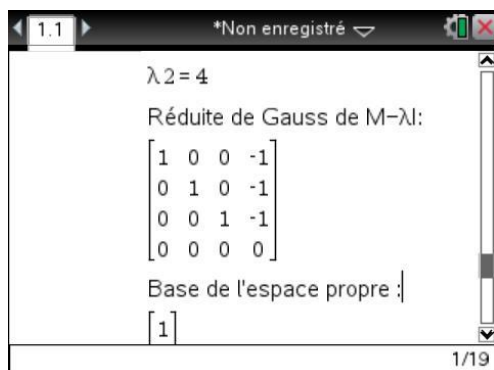 1.1
*Non enregistré
λ2=4
Réduite de Gauss de M-λI:
1 0 0 -1
0 1 0 -1
0 0 1 -1
0 0 0 0
Base de l'espace propre :
[1]
1/19